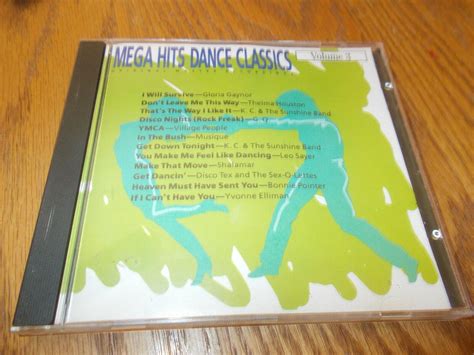 MEGA HITS DANCE CLASSICS
Volume 3
ORIGINAL MASTER RECORDINGS
I Will Survive—Gloria Gaynor
Don't Leave Me This Way—Thelma Houston
That's The Way I Like It—K. C. & The Sunshine Band
Disco Nights (Rock Freak)—G.Q.
YMCA—Village People
In The Bush—Musique
Get Down Tonight—K. C. & The Sunshine Band
You Make Me Feel Like Dancing—Leo Sayer
Make That Move—Shalamar
Get Dancin'—Disco Tex and The Sex-O-Lettes
Heaven Must Have Sent You—Bonnie Pointer
If I Can't Have You—Yvonne Elliman